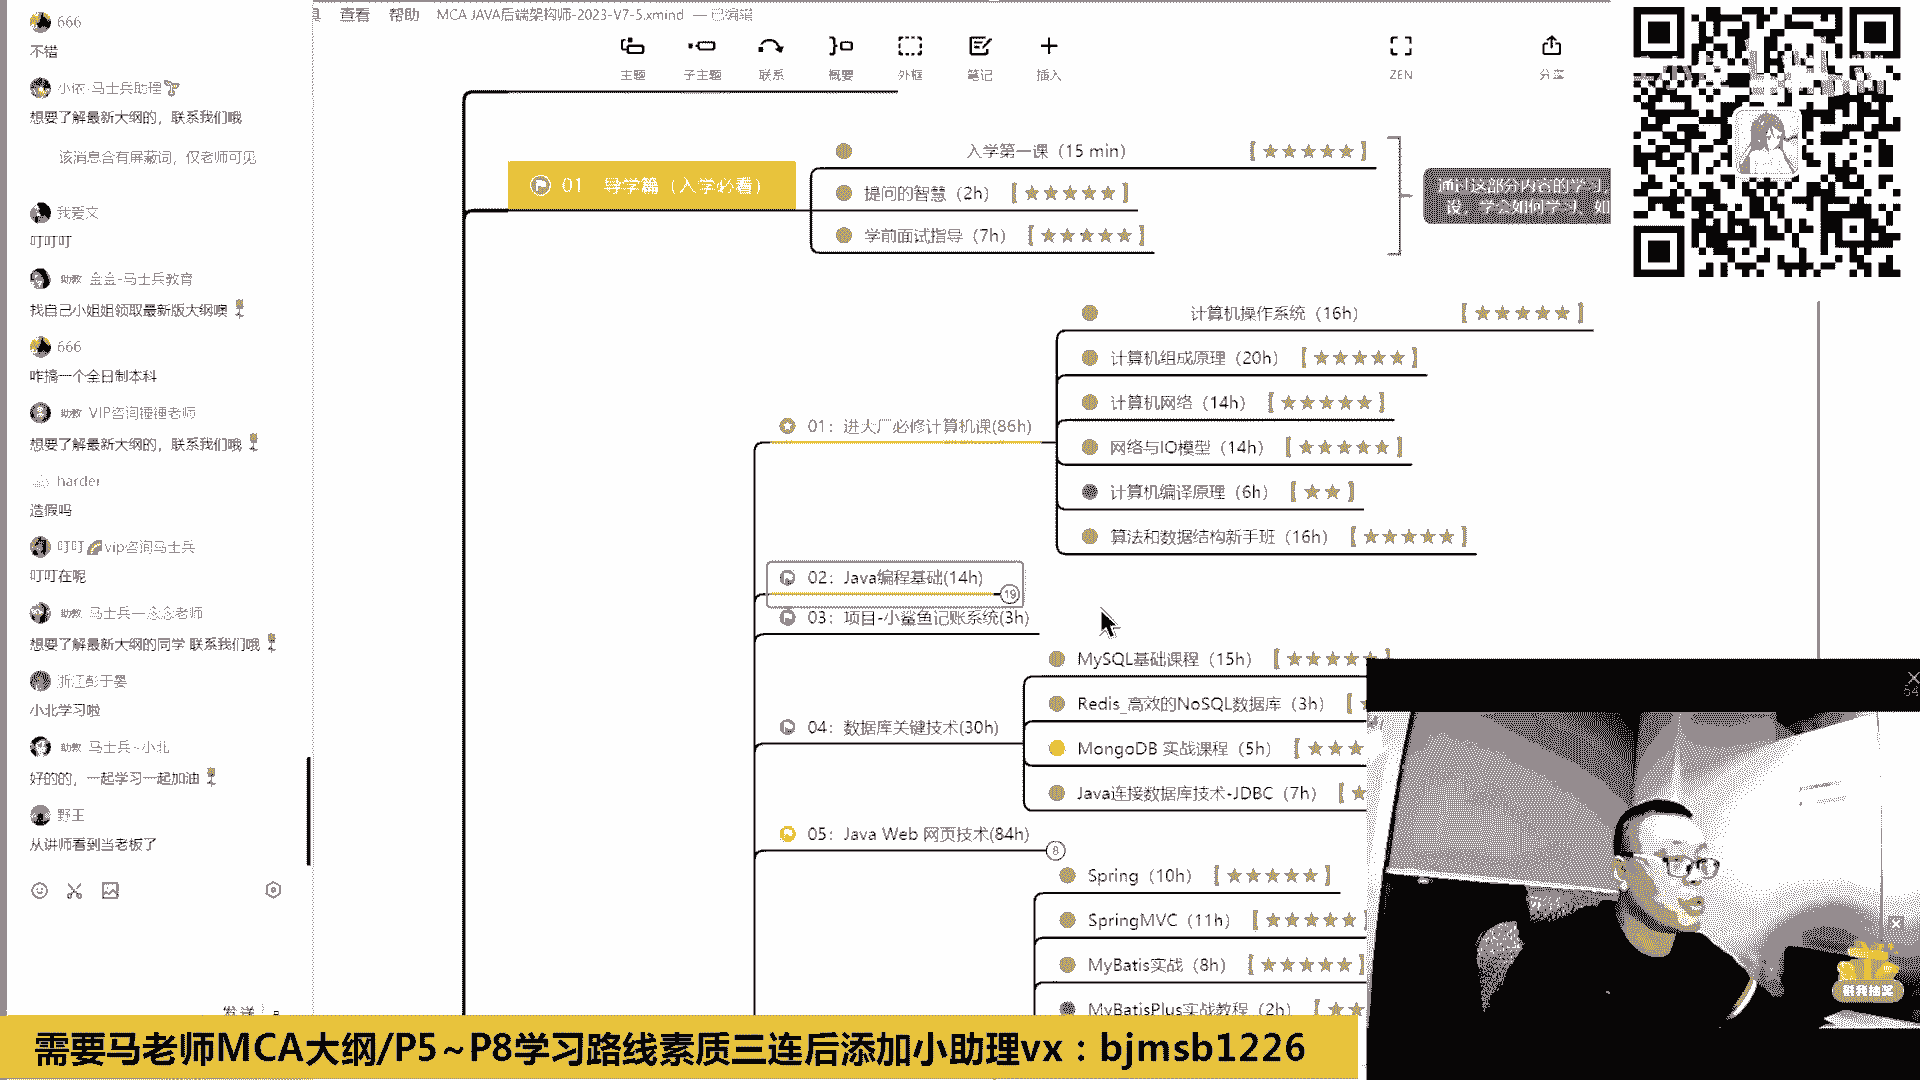 查看 帮助 MCA JAVA后端架构师-2023-V7-5.xmind — 已编辑
主题 子主题 联系 概要 外框 笔记 插入 ZEN 分享
666
不错
小依-马士兵助理
想要了解最新大纲的，联系我们哦
该消息含有屏蔽词，仅老师可见
我爱文
叮叮叮
助教 金金-马士兵教育
找自己小姐姐领取最新版大纲噢
666
咋搞一个全日制本科
助教 VIP咨询锤锤老师
想要了解最新大纲的，联系我们哦
harder
造假吗
叮叮vip咨询马士兵
叮叮在呢
助教 马士兵—念念老师
想要了解最新大纲的同学 联系我们哦
浙江彭于晏
小北学习啦
助教 马士兵~小北
好的的，一起学习一起加油
野王
从讲师看到当老板了
发送
01 导学篇（入学必看）
入学第一课（15 min）【★★★★★】
提问的智慧（2h）【★★★★★】
学前面试指导（7h）【★★★★★】
通过这部分内容的学习，
设，学会如何学习、如
01：进大厂必修计算机课(86h)
计算机操作系统（16h）【★★★★★】
计算机组成原理（20h）【★★★★★】
计算机网络（14h）【★★★★★】
网络与IO模型（14h）【★★★★★】
计算机编译原理（6h）【★★】
算法和数据结构新手班（16h）【★★★★★】
02：Java编程基础(14h) 19
03：项目-小鲨鱼记账系统(3h)
04：数据库关键技术(30h)
MySQL基础课程（15h）【★★★★★】
Redis_高效的NoSQL数据库（3h）【
MongoDB 实战课程（5h）【★★★
Java连接数据库技术-JDBC（7h）【★
05：Java Web 网页技术(84h) 8
Spring（10h）【★★★★★】
SpringMVC（11h）【★★★★★】
MyBatis实战（8h）【★★★★★】
MyBatisPlus实战教程（2h）【★★
54
需要马老师MCA大纲/P5~P8学习路线素质三连后添加小助理vx：bjmsb1226